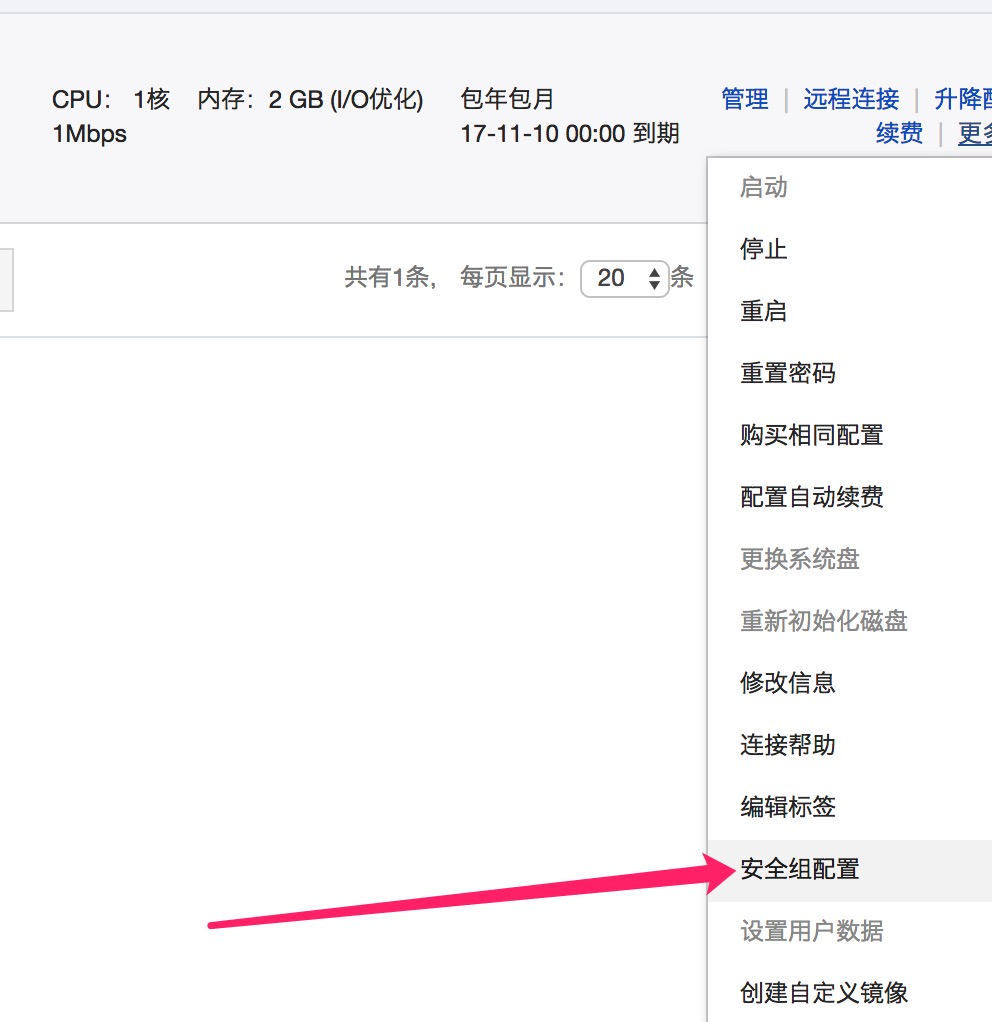 CPU： 1核 内存：2 GB (I/O优化) 包年包月 管理 | 远程连接 | 升降配
1Mbps 17-11-10 00:00 到期 续费 | 更多
启动
停止
共有1条， 每页显示： 20 条
重启
重置密码
购买相同配置
配置自动续费
更换系统盘
重新初始化磁盘
修改信息
连接帮助
编辑标签
安全组配置
设置用户数据
创建自定义镜像